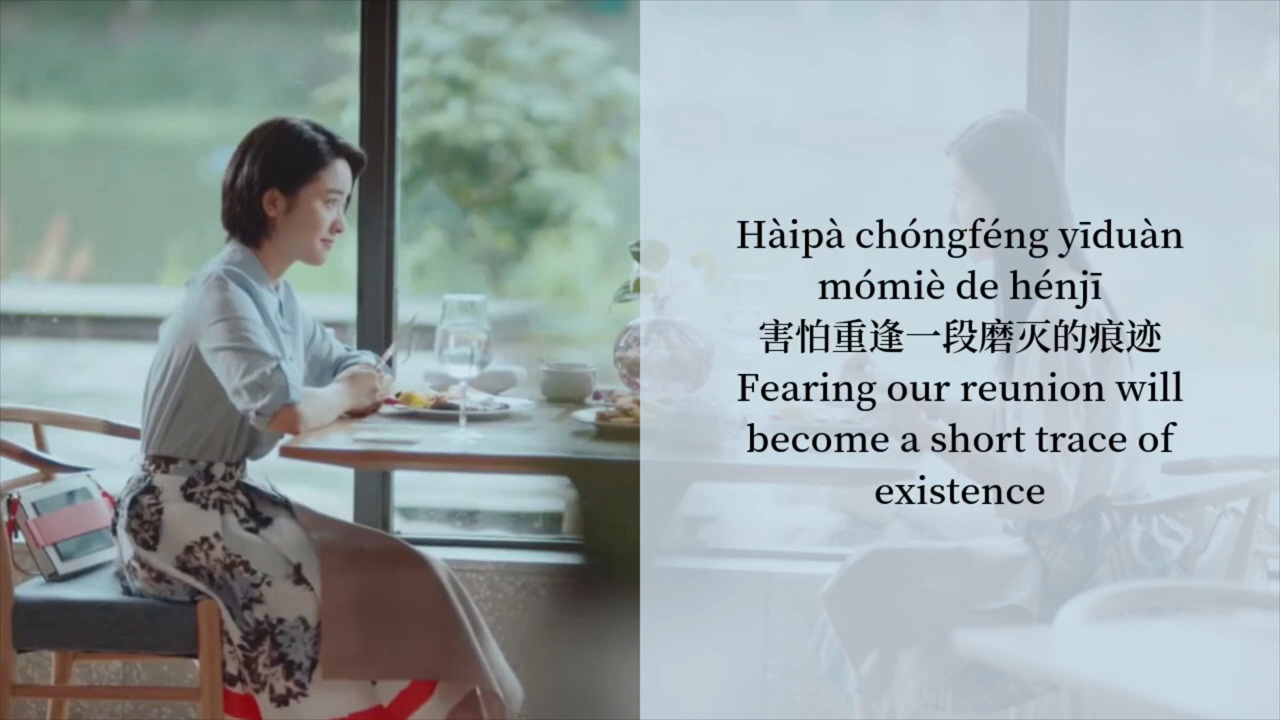 Hàipà chóngféng yīduàn
mómiè de hénjī
害怕重逢一段磨灭的痕迹
Fearing our reunion will
become a short trace of
existence